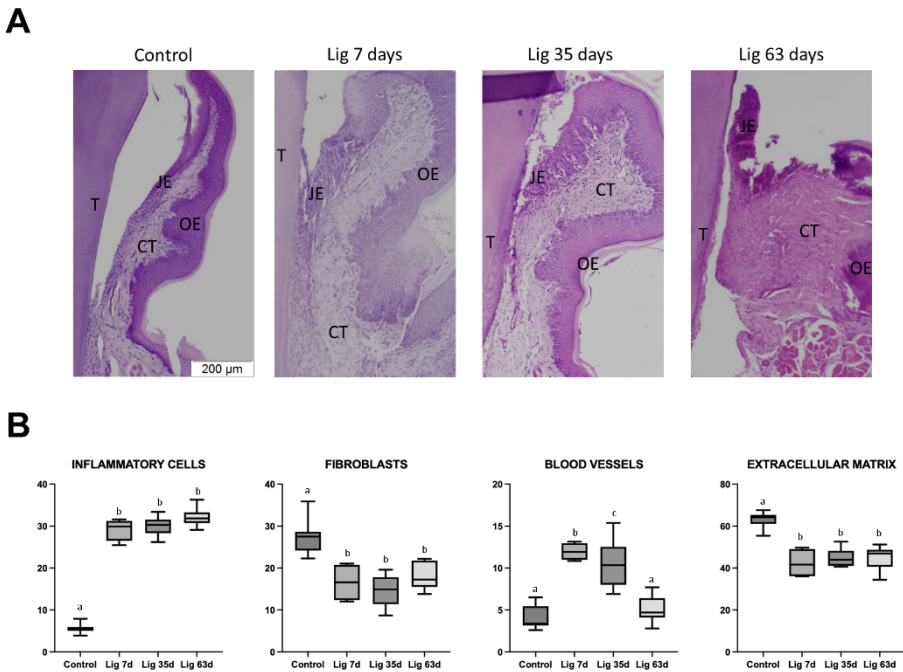 A
Control
Lig 7 days
Lig 35 days
Lig 63 days
T
JE
OE
CT
200 µm
T
JE
OE
CT
T
JE
CT
OE
T
JE
CT
OE
B
INFLAMMATORY CELLS
40
30
20
10
0
a
b
b
b
Control
Lig 7d
Lig 35d
Lig 63d
FIBROBLASTS
40
30
20
10
0
a
b
b
b
Control
Lig 7d
Lig 35d
Lig 63d
BLOOD VESSELS
20
15
10
5
0
a
b
c
a
Control
Lig 7d
Lig 35d
Lig 63d
EXTRACELLULAR MATRIX
80
60
40
20
0
a
b
b
b
Control
Lig 7d
Lig 35d
Lig 63d